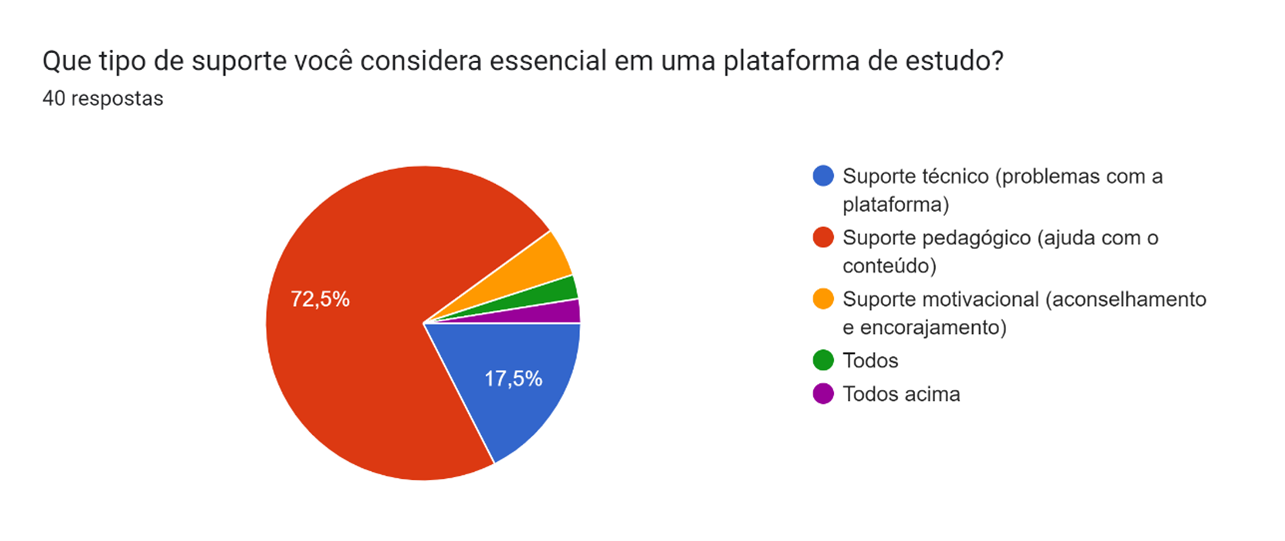 Que tipo de suporte você considera essencial em uma plataforma de estudo?
40 respostas
72,5%
17,5%
Suporte técnico (problemas com a
plataforma)
Suporte pedagógico (ajuda com o
conteúdo)
Suporte motivacional (aconselhamento
e encorajamento)
Todos
Todos acima